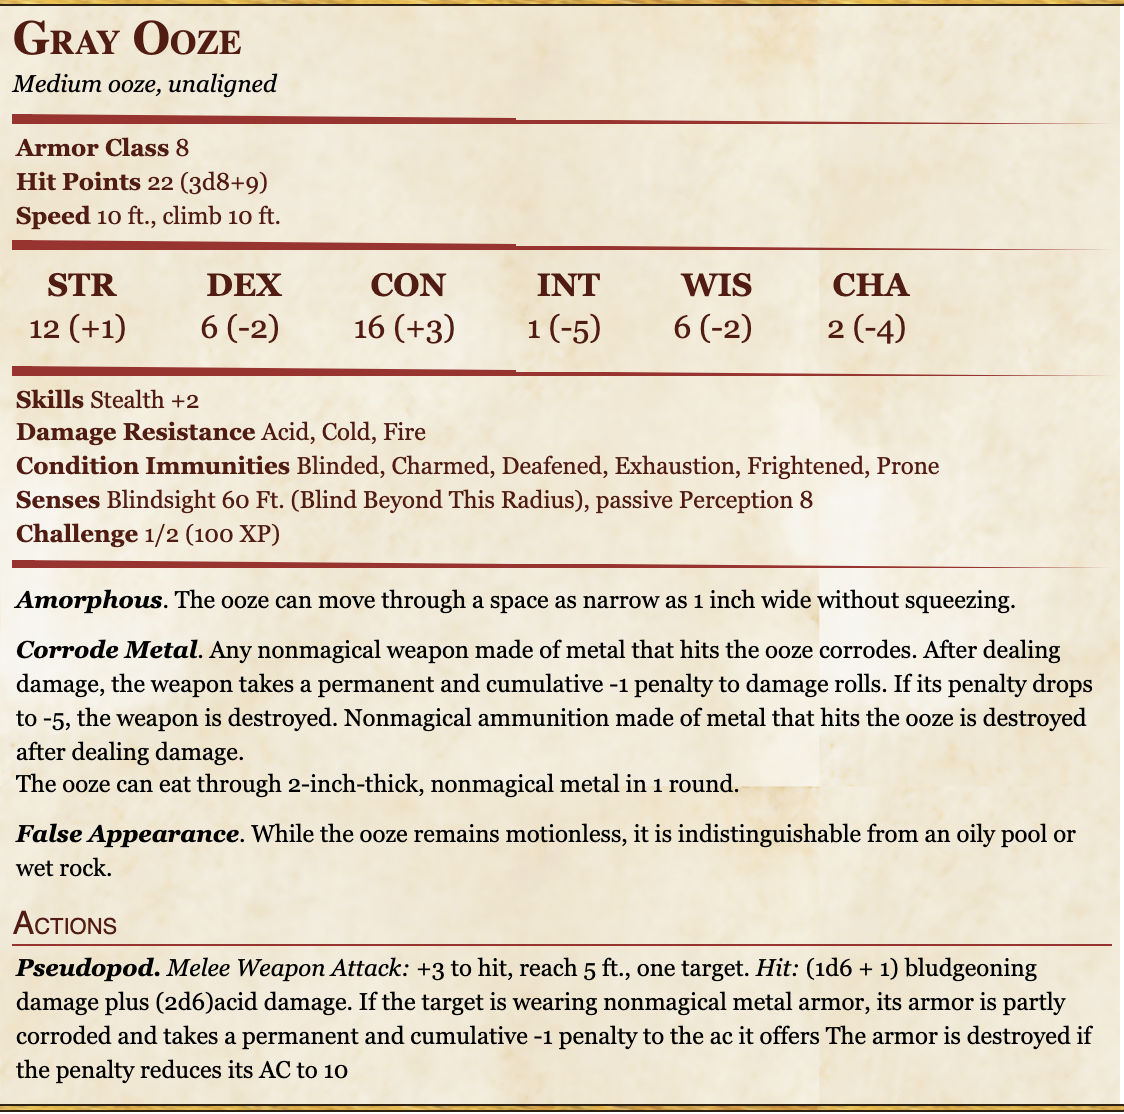 Gray Ooze
Medium ooze, unaligned
Armor Class 8
Hit Points 22 (3d8+9)
Speed 10 ft., climb 10 ft.
STR DEX CON INT WIS CHA
12 (+1) 6 (-2) 16 (+3) 1 (-5) 6 (-2) 2 (-4)
Skills Stealth +2
Damage Resistance Acid, Cold, Fire
Condition Immunities Blinded, Charmed, Deafened, Exhaustion, Frightened, Prone
Senses Blindsight 60 Ft. (Blind Beyond This Radius), passive Perception 8
Challenge 1/2 (100 XP)
Amorphous. The ooze can move through a space as narrow as 1 inch wide without squeezing.
Corrode Metal. Any nonmagical weapon made of metal that hits the ooze corrodes. After dealing
damage, the weapon takes a permanent and cumulative -1 penalty to damage rolls. If its penalty drops
to -5, the weapon is destroyed. Nonmagical ammunition made of metal that hits the ooze is destroyed
after dealing damage.
The ooze can eat through 2-inch-thick, nonmagical metal in 1 round.
False Appearance. While the ooze remains motionless, it is indistinguishable from an oily pool or
wet rock.
Actions
Pseudopod. Melee Weapon Attack: +3 to hit, reach 5 ft., one target. Hit: (1d6 + 1) bludgeoning
damage plus (2d6)acid damage. If the target is wearing nonmagical metal armor, its armor is partly
corroded and takes a permanent and cumulative -1 penalty to the ac it offers The armor is destroyed if
the penalty reduces its AC to 10